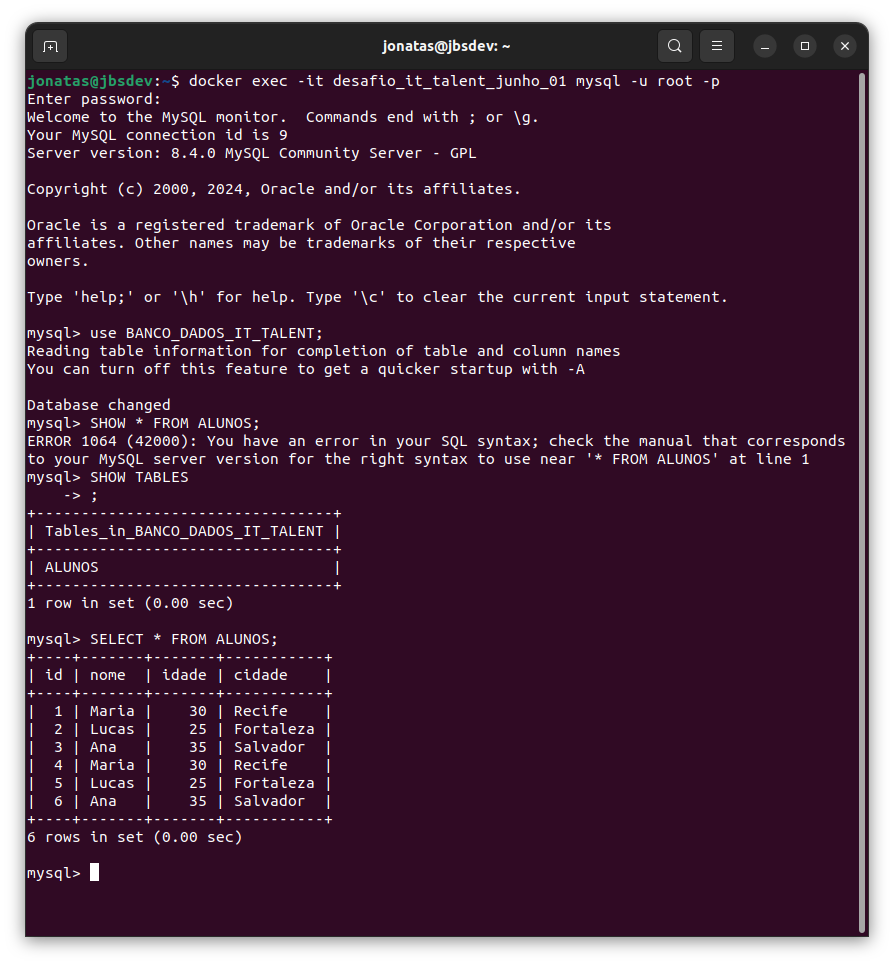 jonatas@jbsdev: ~
jonatas@jbsdev:~$ docker exec -it desafio_it_talent_junho_01 mysql -u root -p
Enter password:
Welcome to the MySQL monitor.  Commands end with ; or \g.
Your MySQL connection id is 9
Server version: 8.4.0 MySQL Community Server - GPL

Copyright (c) 2000, 2024, Oracle and/or its affiliates.

Oracle is a registered trademark of Oracle Corporation and/or its
affiliates. Other names may be trademarks of their respective
owners.

Type 'help;' or '\h' for help. Type '\c' to clear the current input statement.

mysql> use BANCO_DADOS_IT_TALENT;
Reading table information for completion of table and column names
You can turn off this feature to get a quicker startup with -A

Database changed
mysql> SHOW * FROM ALUNOS;
ERROR 1064 (42000): You have an error in your SQL syntax; check the manual that corresponds
to your MySQL server version for the right syntax to use near '* FROM ALUNOS' at line 1
mysql> SHOW TABLES
    -> ;
+---------------------------------+
| Tables_in_BANCO_DADOS_IT_TALENT |
+---------------------------------+
| ALUNOS                          |
+---------------------------------+
1 row in set (0.00 sec)

mysql> SELECT * FROM ALUNOS;
+----+-------+-------+-----------+
| id | nome  | idade | cidade    |
+----+-------+-------+-----------+
|  1 | Maria |    30 | Recife    |
|  2 | Lucas |    25 | Fortaleza |
|  3 | Ana   |    35 | Salvador  |
|  4 | Maria |    30 | Recife    |
|  5 | Lucas |    25 | Fortaleza |
|  6 | Ana   |    35 | Salvador  |
+----+-------+-------+-----------+
6 rows in set (0.00 sec)

mysql>